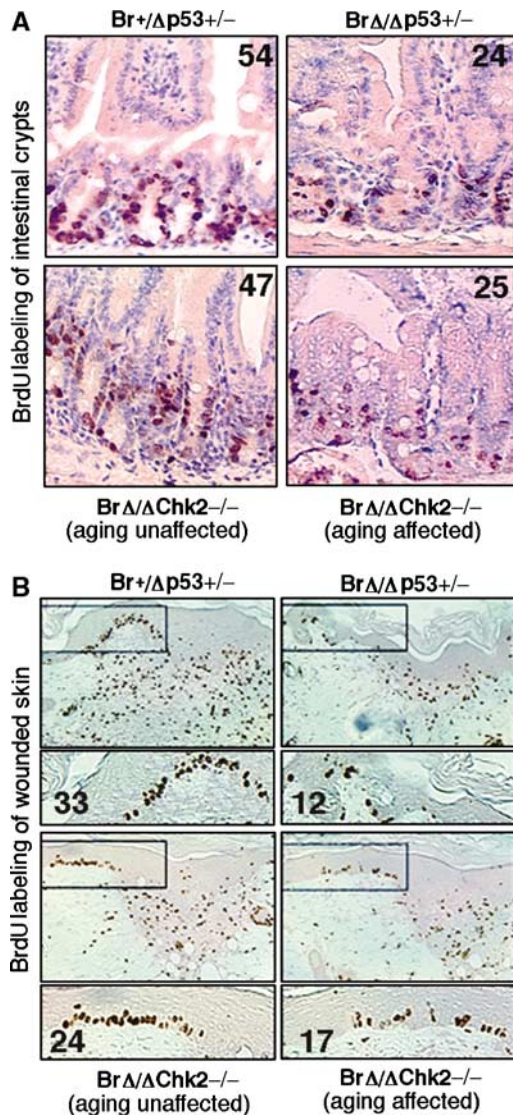 A
Br+/Δp53+/−
BrΔ/Δp53+/−
BrdU labeling of intestinal crypts
54
24
47
25
BrΔ/ΔChk2−/−
(aging unaffected)
BrΔ/ΔChk2−/−
(aging affected)
B
Br+/Δp53+/−
BrΔ/Δp53+/−
BrdU labeling of wounded skin
33
12
24
17
BrΔ/ΔChk2−/−
(aging unaffected)
BrΔ/ΔChk2−/−
(aging affected)